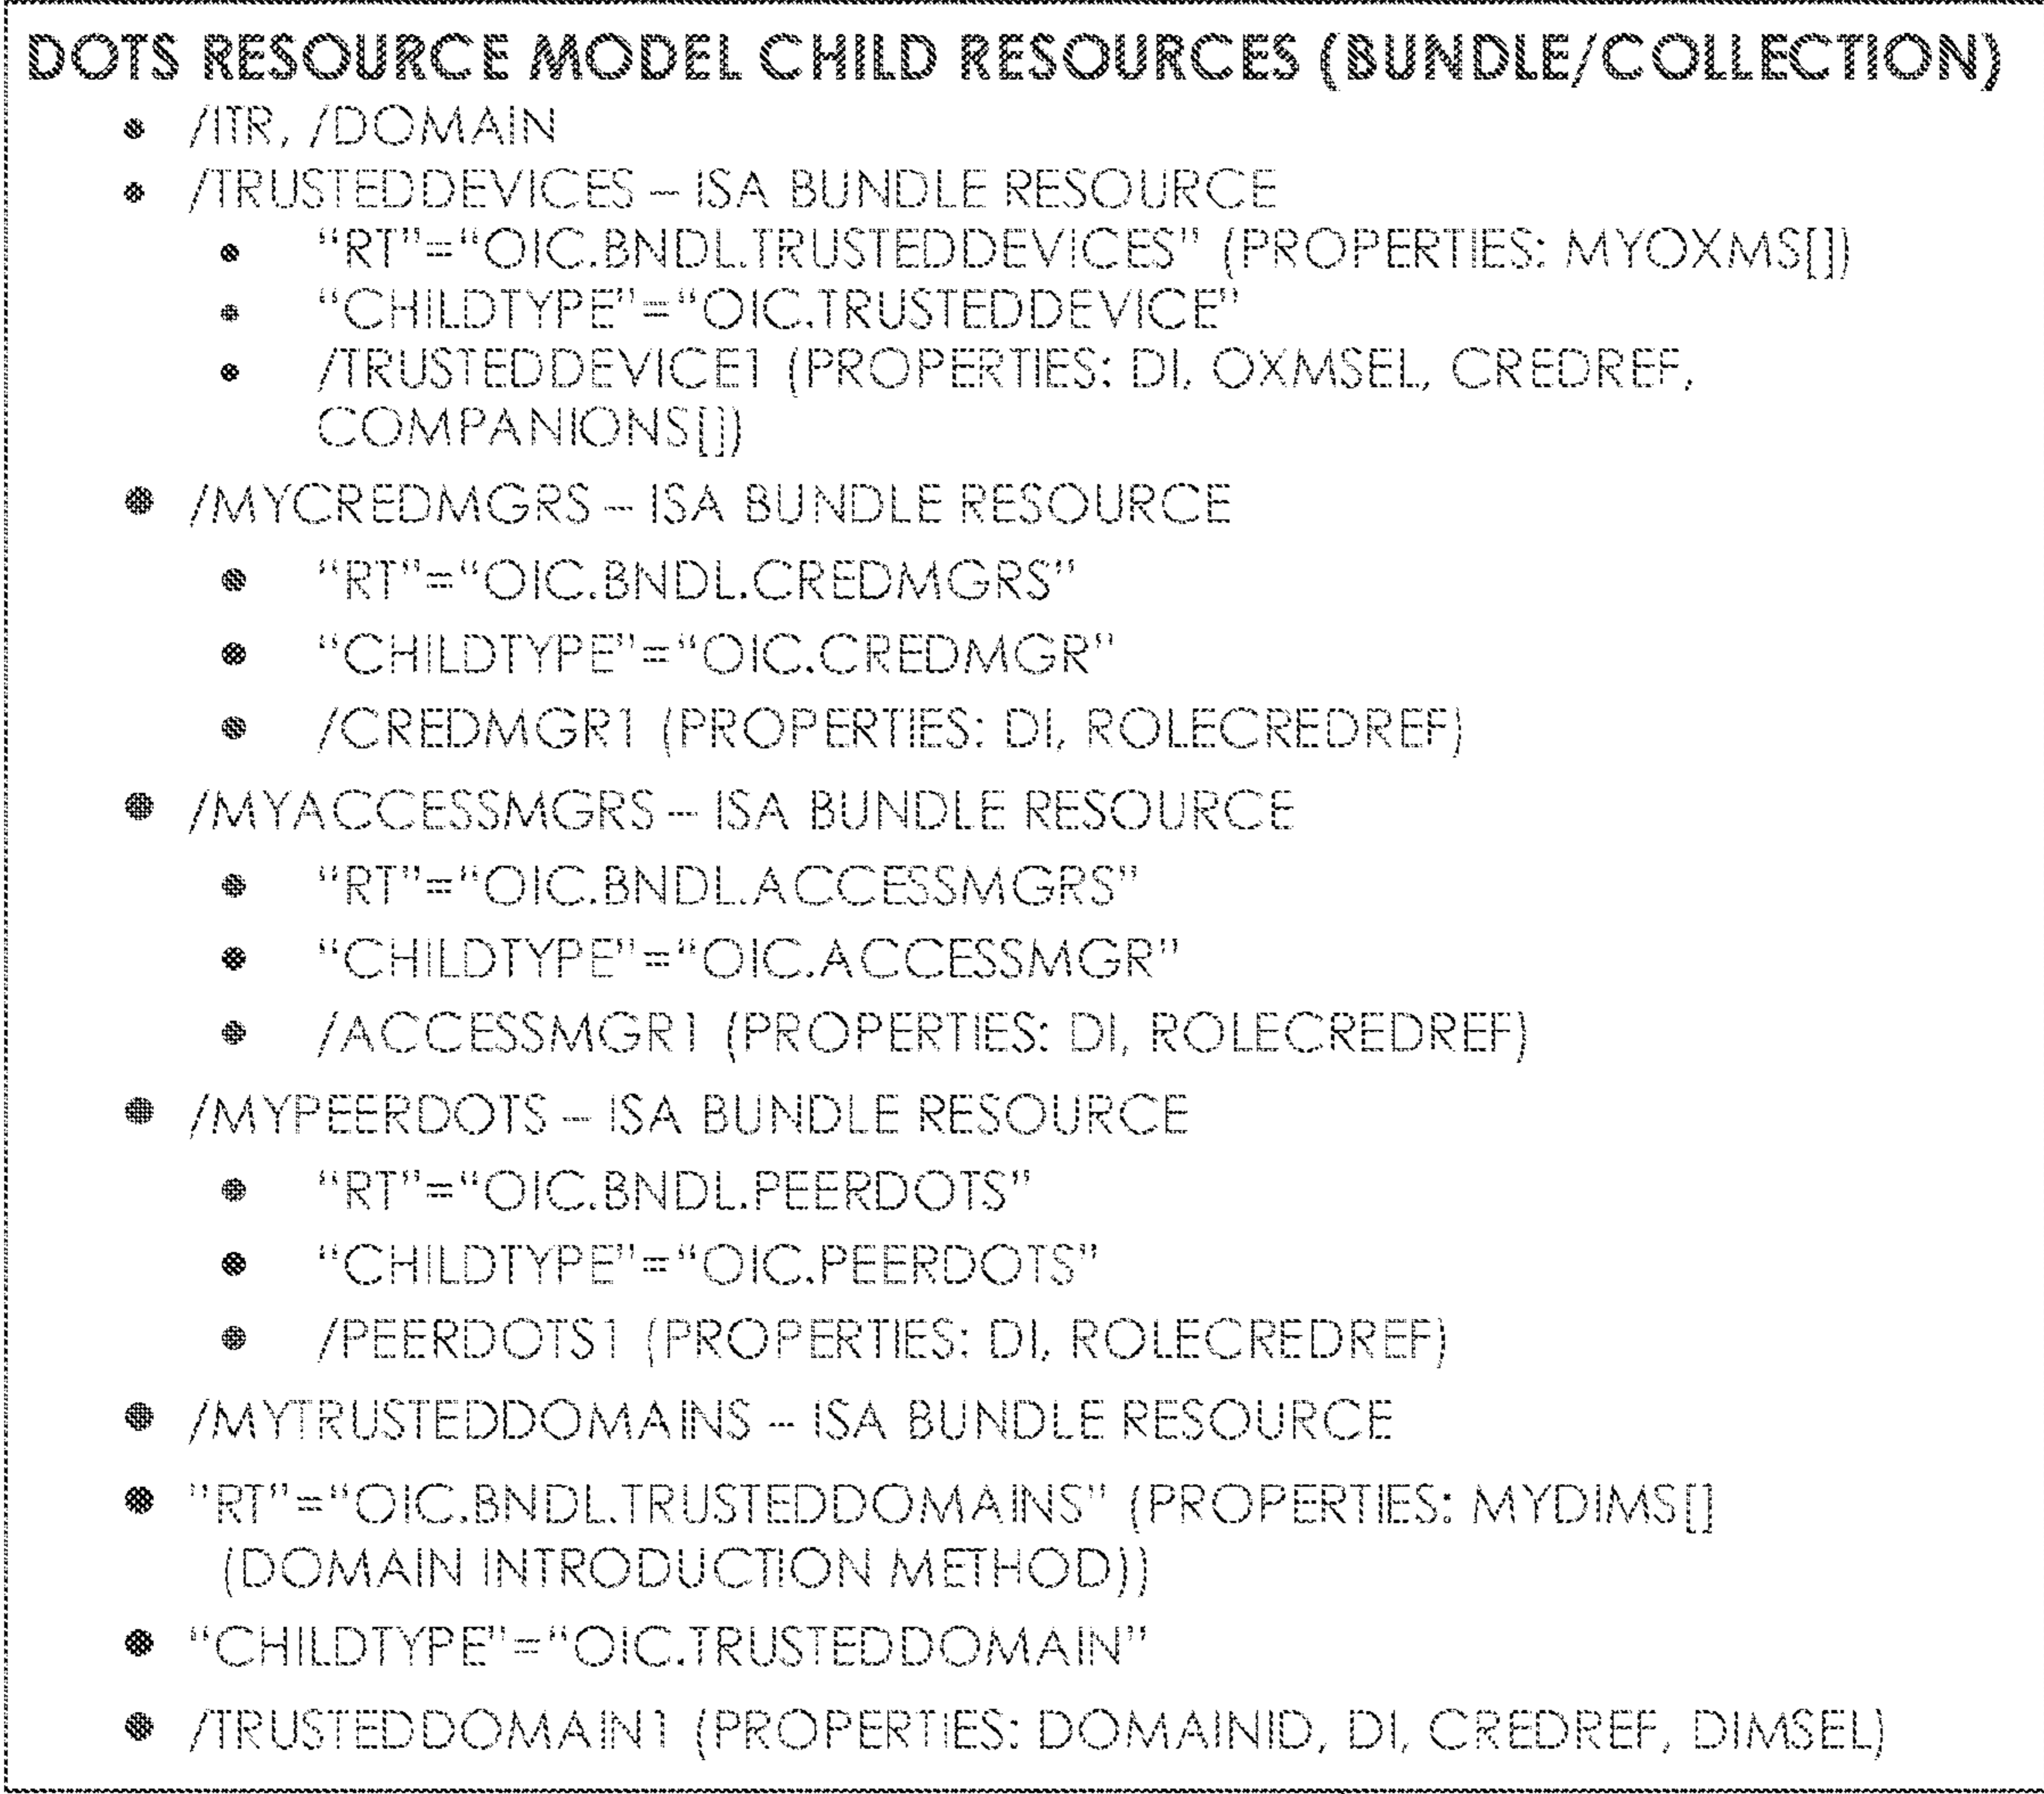 DOTS RESOURCE MODEL CHILD RESOURCES (BUNDLE/COLLECTION)
• /ITR, /DOMAIN
• /TRUSTEDDEVICES – ISA BUNDLE RESOURCE
• “RT”=“OIC.BNDL.TRUSTEDDEVICES” (PROPERTIES: MYOXMS[])
• “CHILDTYPE”=“OIC.TRUSTEDDEVICE”
• /TRUSTEDDEVICE1 (PROPERTIES: DI, OXMSEL, CREDREF,
COMPANIONS[])
• /MYCREDMGRS – ISA BUNDLE RESOURCE
• “RT”=“OIC.BNDL.CREDMGRS”
• “CHILDTYPE”=“OIC.CREDMGR”
• /CREDMGR1 (PROPERTIES: DI, ROLECREDREF)
• /MYACCESSMGRS – ISA BUNDLE RESOURCE
• “RT”=“OIC.BNDL.ACCESSMGRS”
• “CHILDTYPE”=“OIC.ACCESSMGR”
• /ACCESSMGR1 (PROPERTIES: DI, ROLECREDREF)
• /MYPEERDOTS – ISA BUNDLE RESOURCE
• “RT”=“OIC.BNDL.PEERDOTS”
• “CHILDTYPE”=“OIC.PEERDOTS”
• /PEERDOTS1 (PROPERTIES: DI, ROLECREDREF)
• /MYTRUSTEDDOMAINS – ISA BUNDLE RESOURCE
• ”RT”=“OIC.BNDL.TRUSTEDDOMAINS” (PROPERTIES: MYDIMS[]
(DOMAIN INTRODUCTION METHOD))
• “CHILDTYPE”=“OIC.TRUSTEDDOMAIN”
• /TRUSTEDDOMAIN1 (PROPERTIES: DOMAINID, DI, CREDREF, DIMSEL)